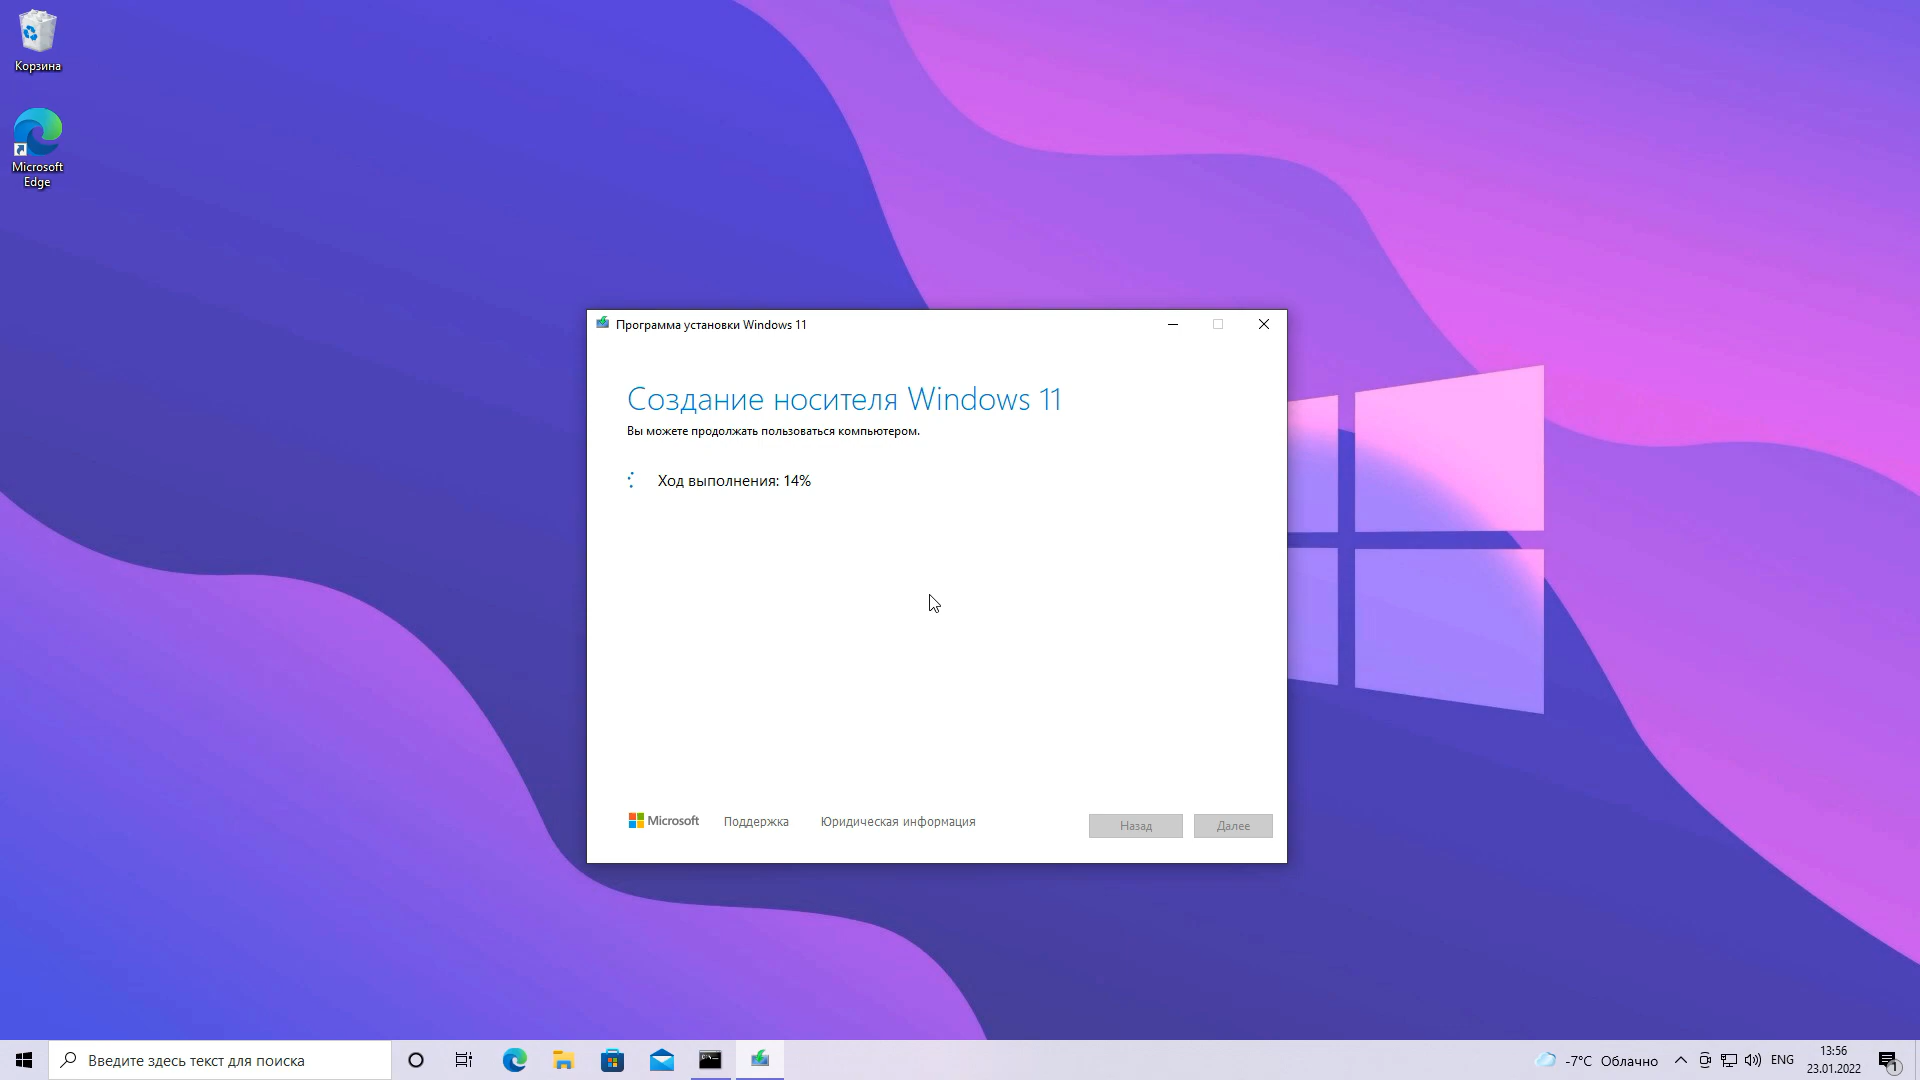 Корзина
Microsoft
Edge
Программа установки Windows 11
Создание носителя Windows 11
Вы можете продолжать пользоваться компьютером.
Ход выполнения: 14%
Microsoft
Поддержка
Юридическая информация
Назад
Далее
Введите здесь текст для поиска
-7°C Облачно
ENG
13:56
23.01.2022
1